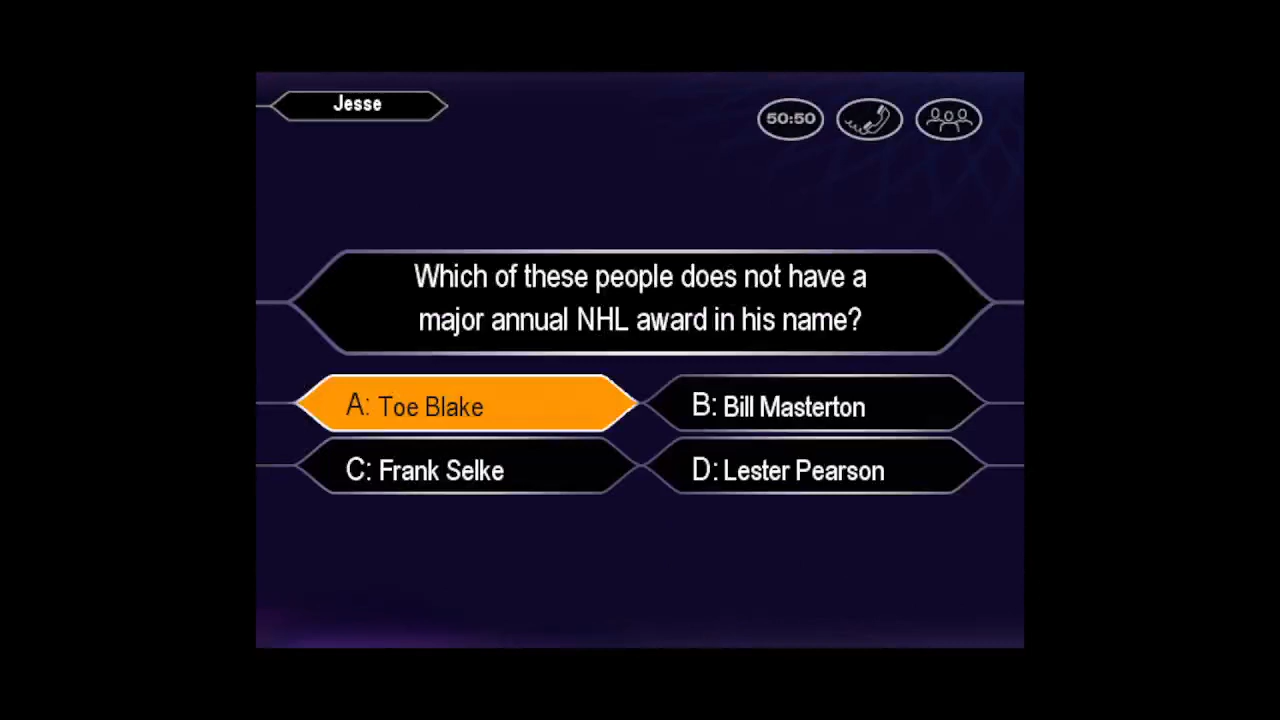 Jesse
50:50
Which of these people does not have a
major annual NHL award in his name?
A: Toe Blake
B: Bill Masterton
C: Frank Selke
D: Lester Pearson